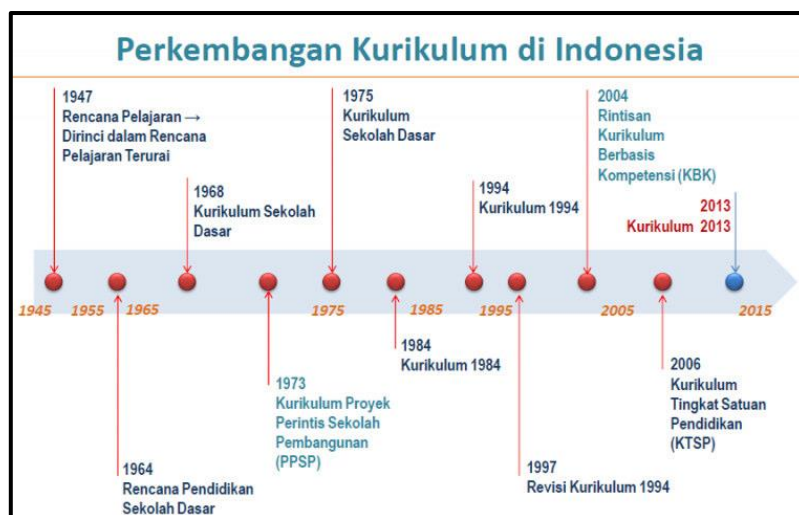 Perkembangan Kurikulum di Indonesia
1947
Rencana Pelajaran →
Dirinci dalam Rencana
Pelajaran Terurai
1968
Kurikulum Sekolah
Dasar
1975
Kurikulum
Sekolah Dasar
1994
Kurikulum 1994
2004
Rintisan
Kurikulum
Berbasis
Kompetensi (KBK)
2013
Kurikulum 2013
1945 1955 1965 1975 1985 1995 2005 2015
1964
Rencana Pendidikan
Sekolah Dasar
1973
Kurikulum Proyek
Perintis Sekolah
Pembangunan
(PPSP)
1984
Kurikulum 1984
1997
Revisi Kurikulum 1994
2006
Kurikulum
Tingkat Satuan
Pendidikan
(KTSP)